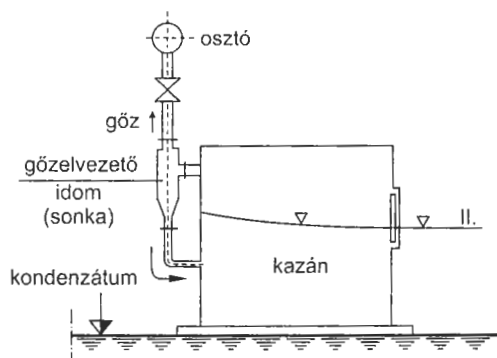 osztó
gőz
gőzelvezető
idom
(sonka)
II.
kazán
kondenzátum